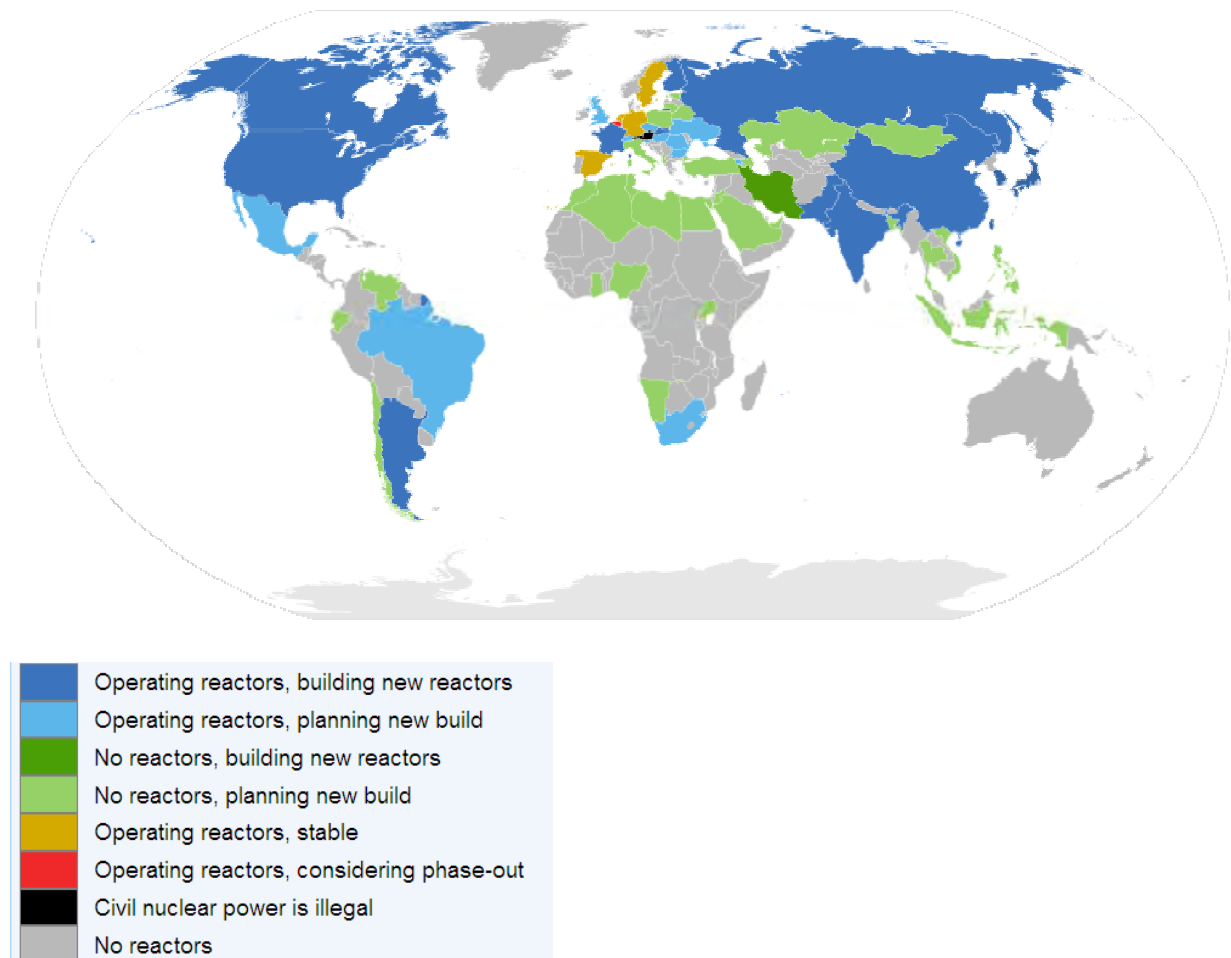 Operating reactors, building new reactors
Operating reactors, planning new build
No reactors, building new reactors
No reactors, planning new build
Operating reactors, stable
Operating reactors, considering phase-out
Civil nuclear power is illegal
No reactors